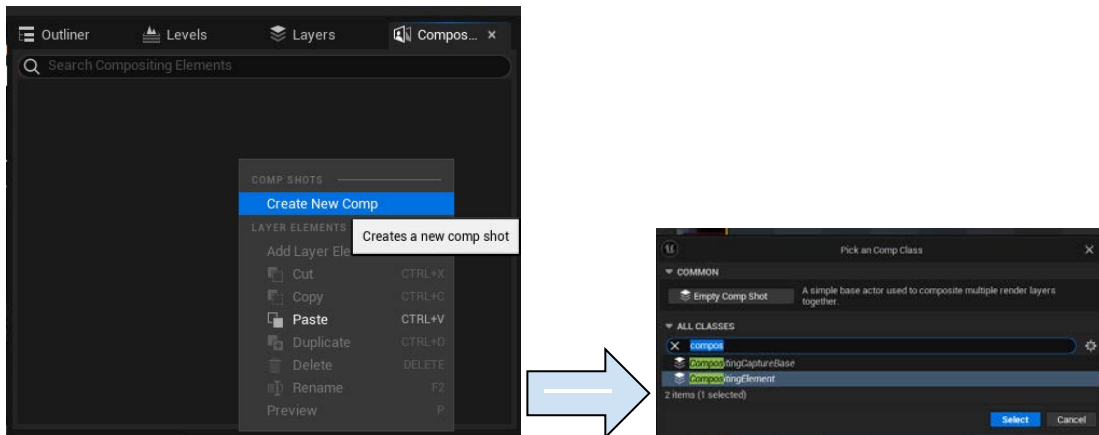 Outliner
Levels
Layers
Compos...
Search Compositing Elements
COMP SHOTS
Create New Comp
LAYER ELEMENTS
Creates a new comp shot
Add Layer Ele
Cut CTRL+X
Copy CTRL+C
Paste CTRL+V
Duplicate CTRL+D
Delete DELETE
Rename F2
Preview P
Pick an Comp Class
COMMON
Empty Comp Shot
A simple base actor used to composite multiple render layers
together.
ALL CLASSES
compos
CompositingCaptureBase
CompositingElement
2 items (1 selected)
Select
Cancel